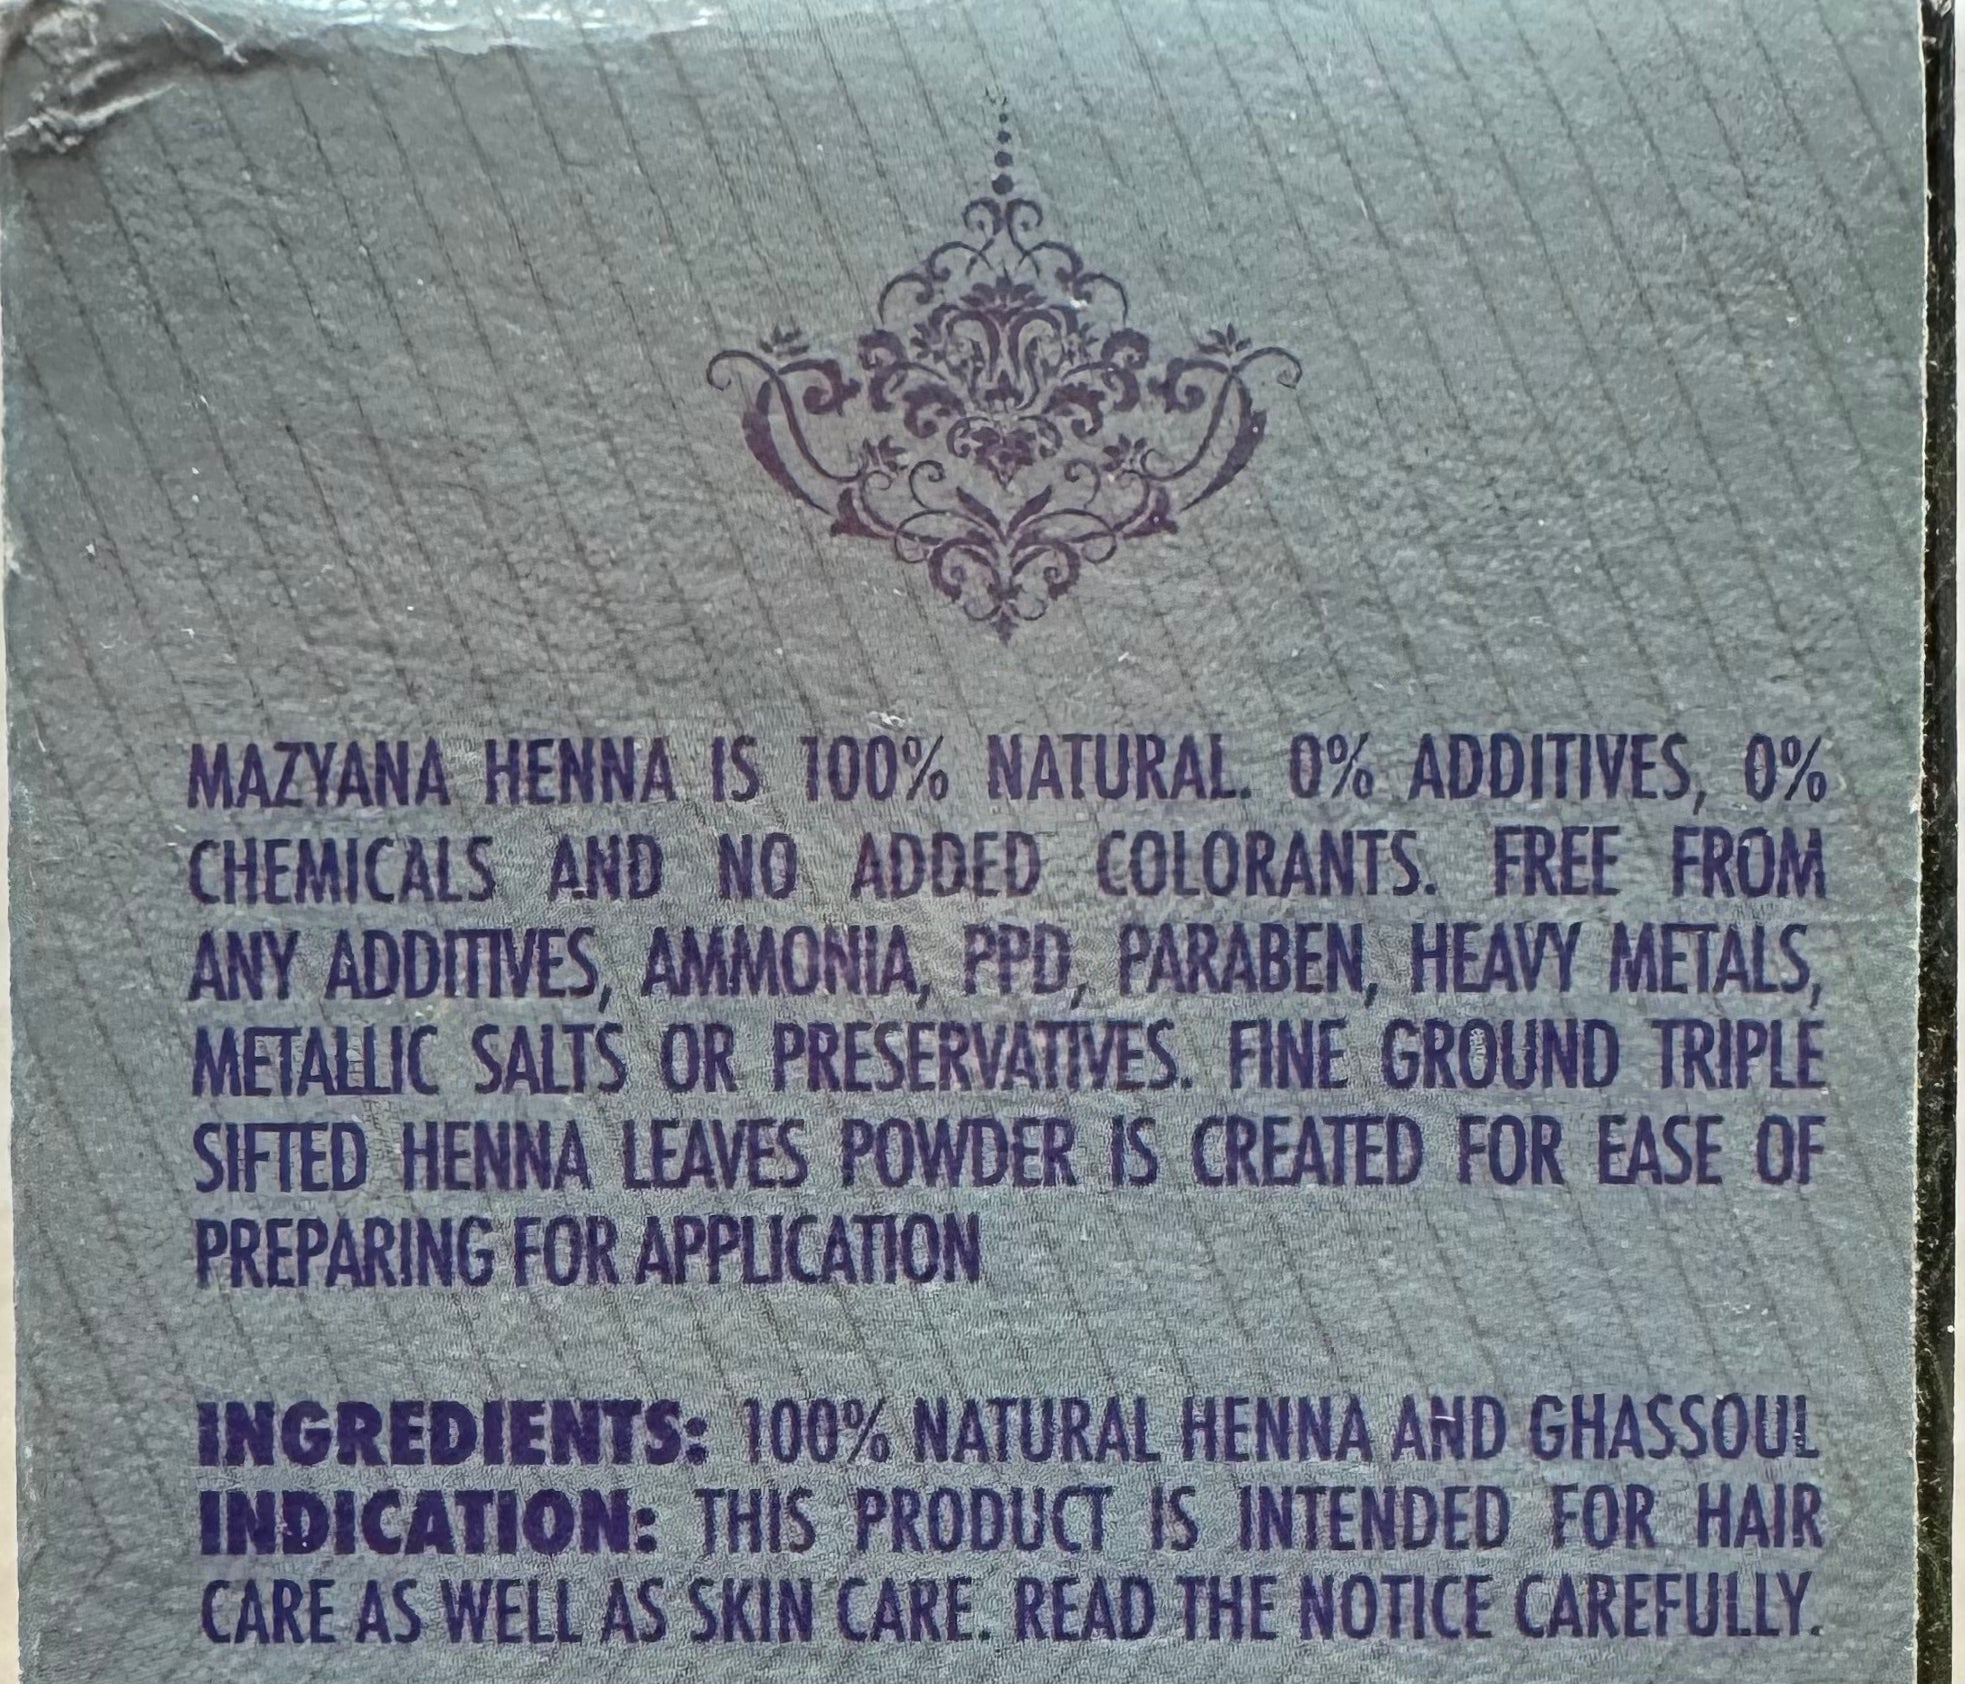 MAZYANA HENNA IS 100% NATURAL. 0% ADDITIVES, 0%
CHEMICALS AND NO ADDED COLORANTS. FREE FROM
ANY ADDITIVES, AMMONIA, PPD, PARABEN, HEAVY METALS,
METALLIC SALTS OR PRESERVATIVES. FINE GROUND TRIPLE
SIFTED HENNA LEAVES POWDER IS CREATED FOR EASE OF
PREPARING FOR APPLICATION
INGREDIENTS: 100% NATURAL HENNA AND GHASSOUL
INDICATION: THIS PRODUCT IS INTENDED FOR HAIR
CARE AS WELL AS SKIN CARE. READ THE NOTICE CAREFULLY.